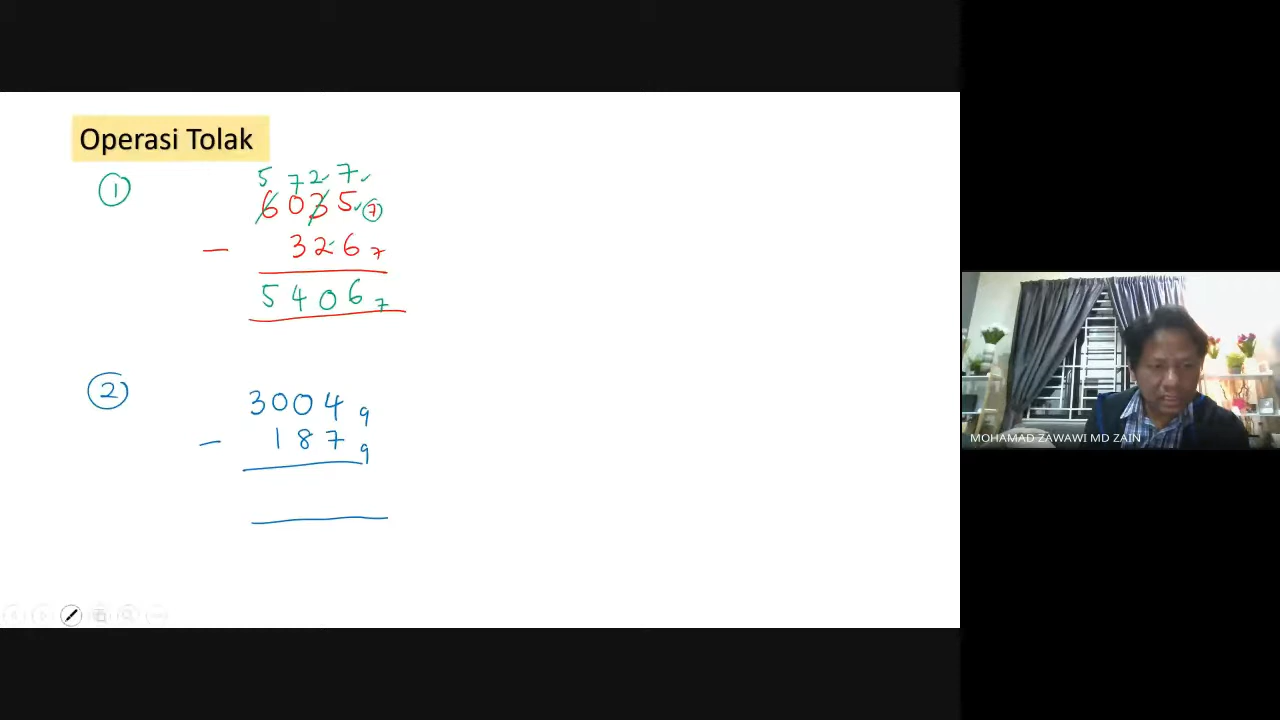 Operasi Tolak
1
5 7 2 7
6 0 3 5 7
- 3 2 6 7
5 4 0 6 7
2
3 0 0 4 9
- 1 8 7 9
MOHAMAD ZAWAWI MD ZAIN